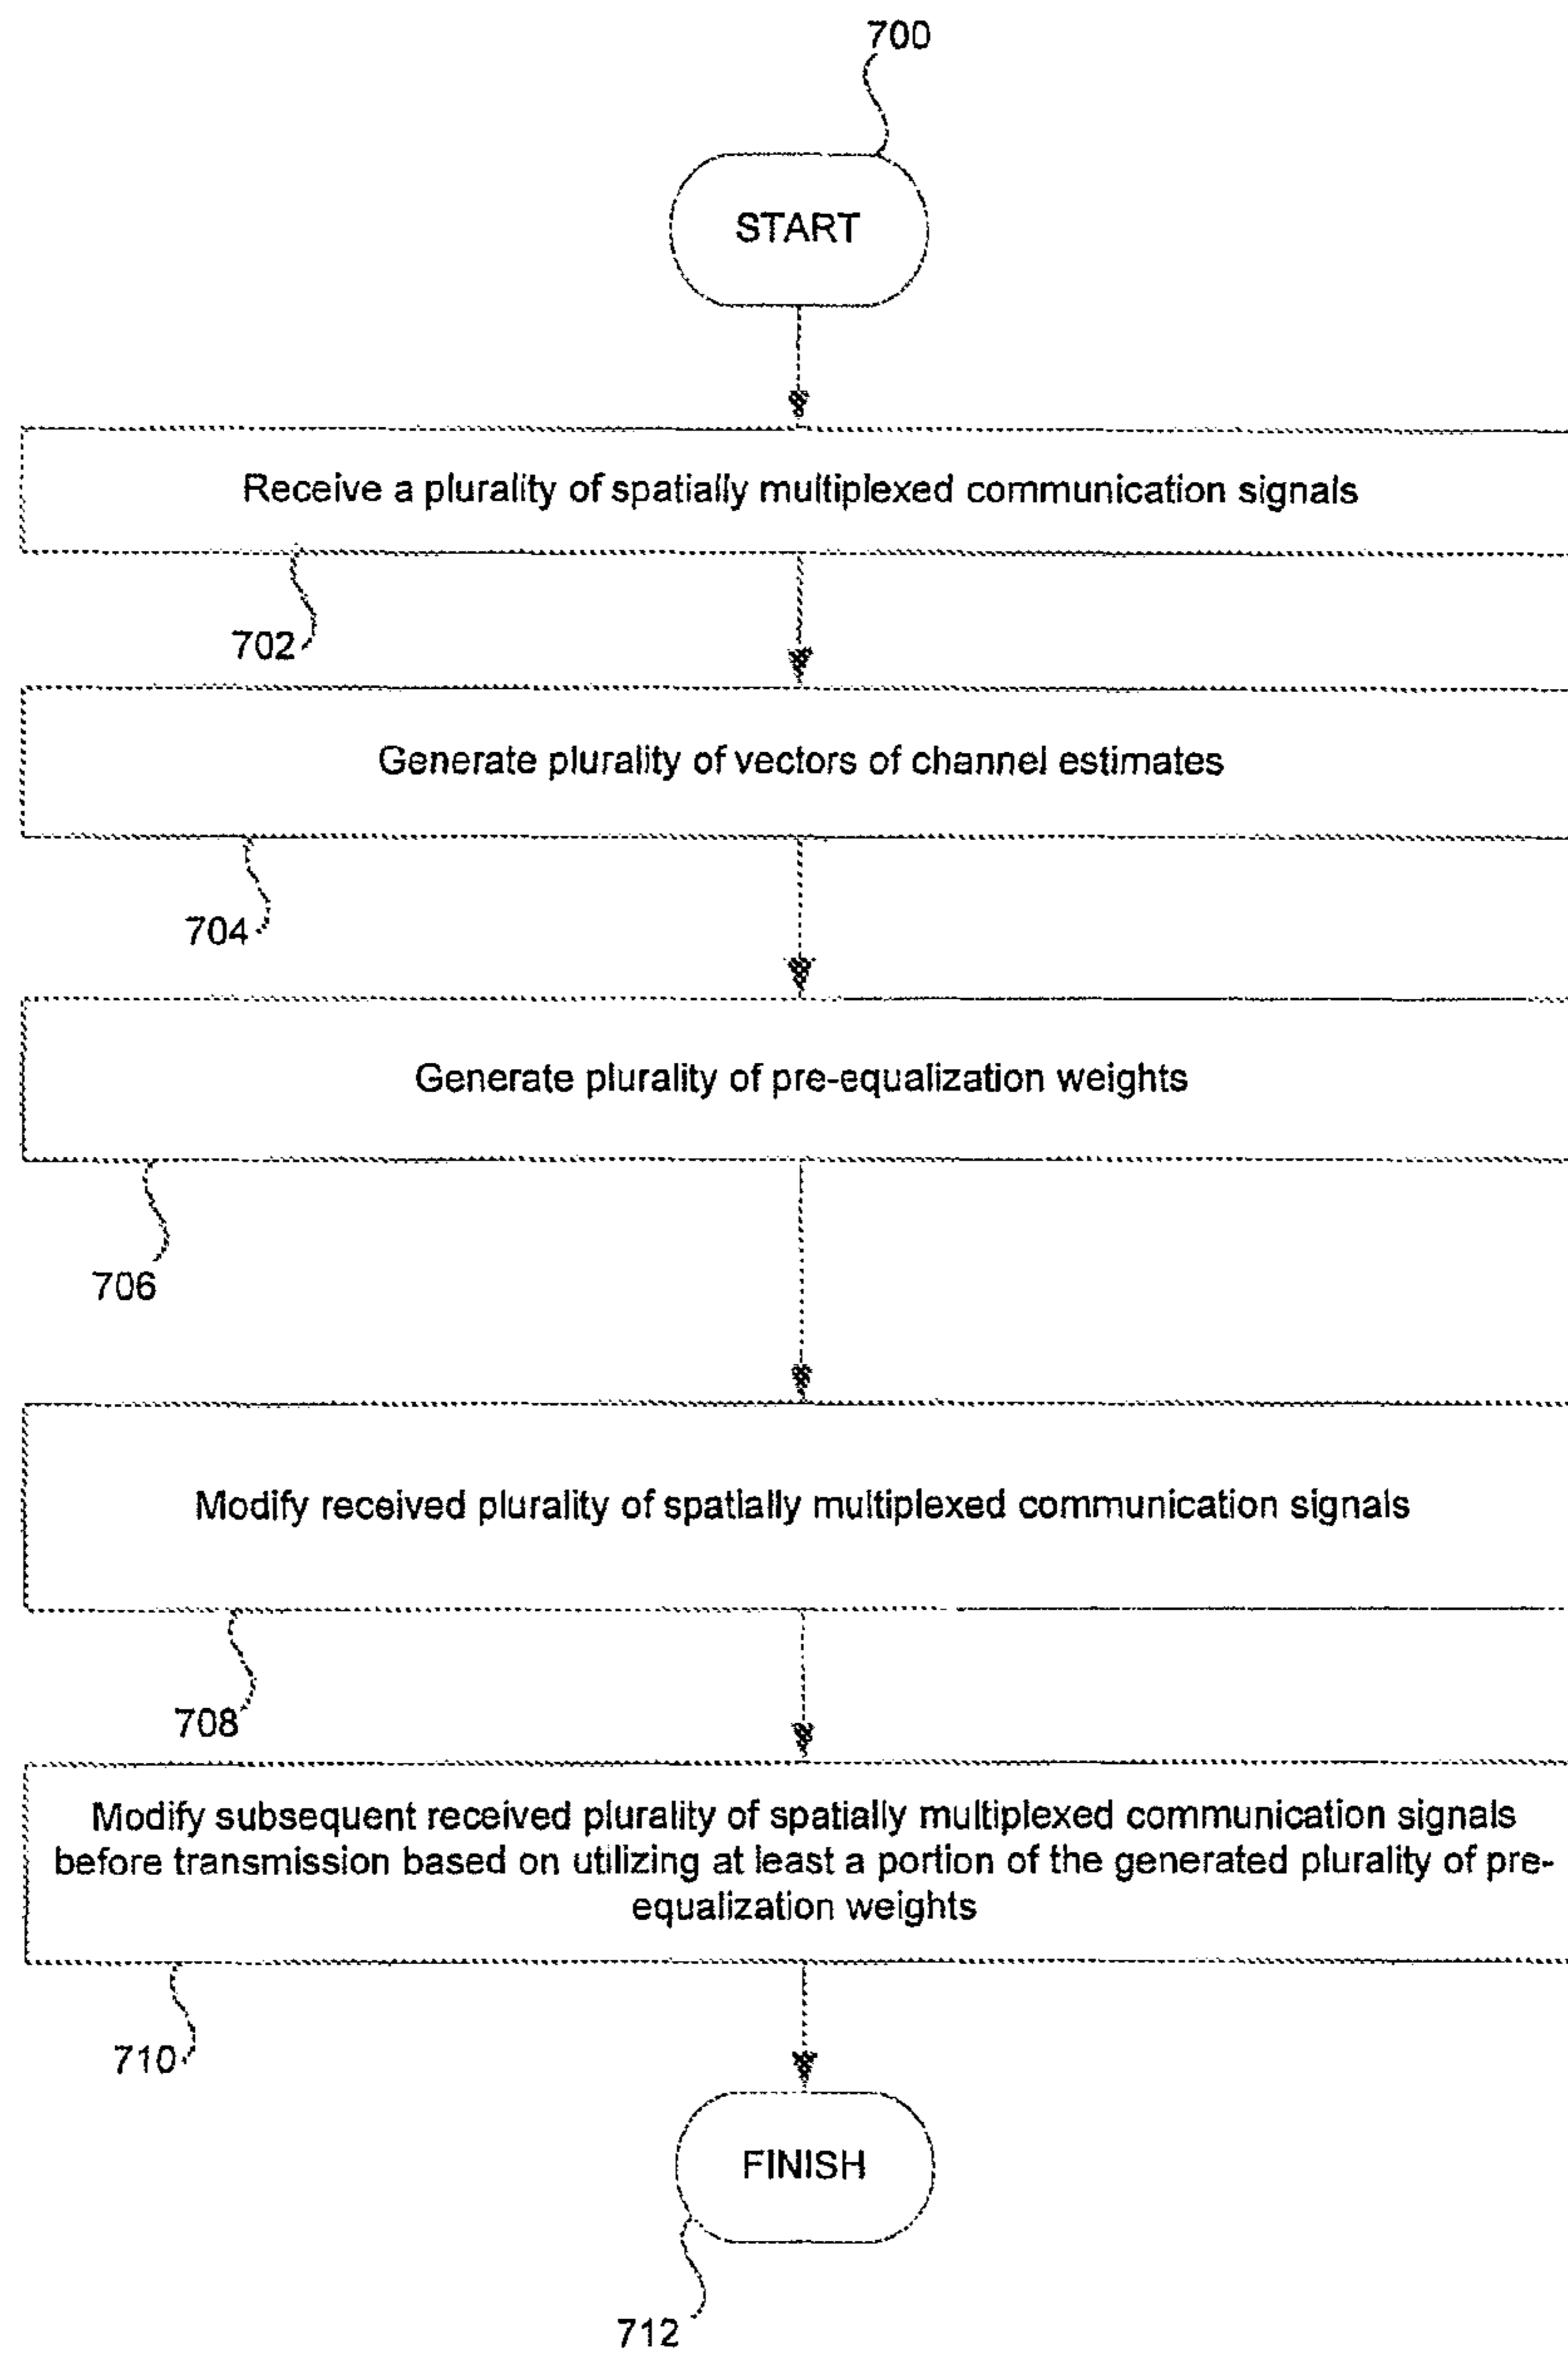 700
START
Receive a plurality of spatially multiplexed communication signals
702
Generate plurality of vectors of channel estimates
704
Generate plurality of pre-equalization weights
706
Modify received plurality of spatially multiplexed communication signals
708
Modify subsequent received plurality of spatially multiplexed communication signals
before transmission based on utilizing at least a portion of the generated plurality of pre-
equalization weights
710
FINISH
712